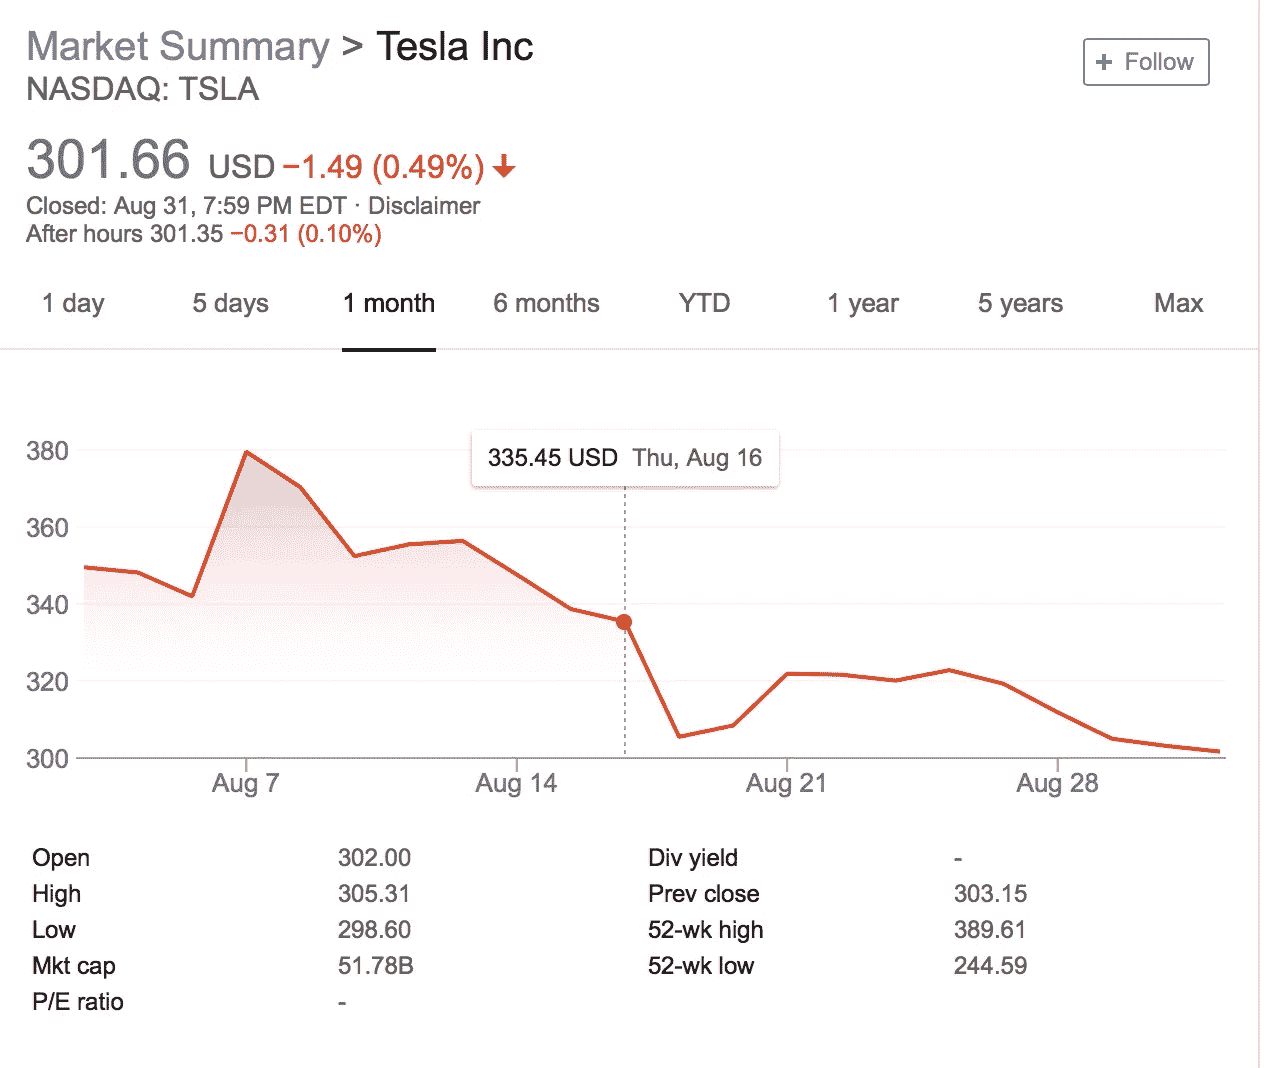 Market Summary > Tesla Inc
NASDAQ: TSLA
+ Follow
301.66 USD −1.49 (0.49%) ↓
Closed: Aug 31, 7:59 PM EDT · Disclaimer
After hours 301.35 −0.31 (0.10%)
1 day 5 days 1 month 6 months YTD 1 year 5 years Max
335.45 USD Thu, Aug 16
380
360
340
320
300
Aug 7 Aug 14 Aug 21 Aug 28
Open 302.00 Div yield -
High 305.31 Prev close 303.15
Low 298.60 52-wk high 389.61
Mkt cap 51.78B 52-wk low 244.59
P/E ratio -